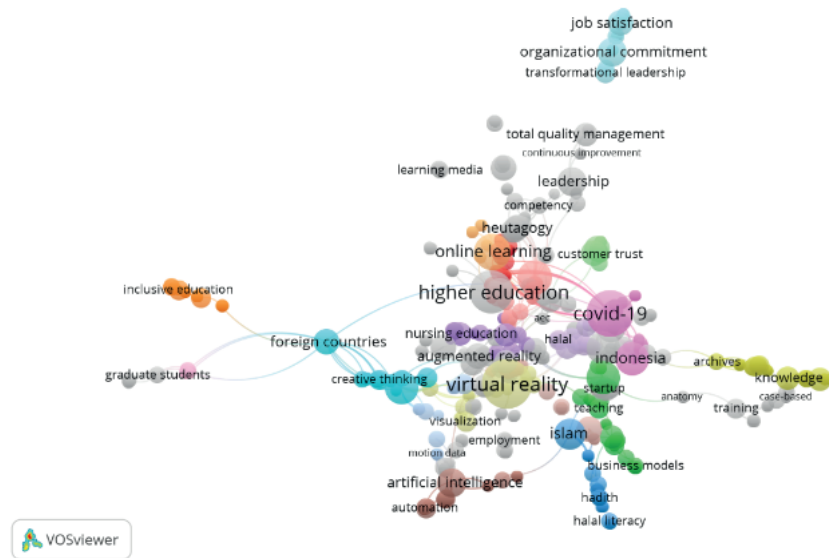 job satisfaction
organizational commitment
transformational leadership
total quality management
continuous improvement
learning media
leadership
competency
heutagogy
online learning
customer trust
inclusive education
higher education
covid-19
aec
nursing education
halal
foreign countries
augmented reality
indonesia
archives
graduate students
creative thinking
virtual reality
startup
knowledge
anatomy
case-based
teaching
training
visualization
islam
employment
motion data
business models
artificial intelligence
hadith
automation
halal literacy
VOSviewer